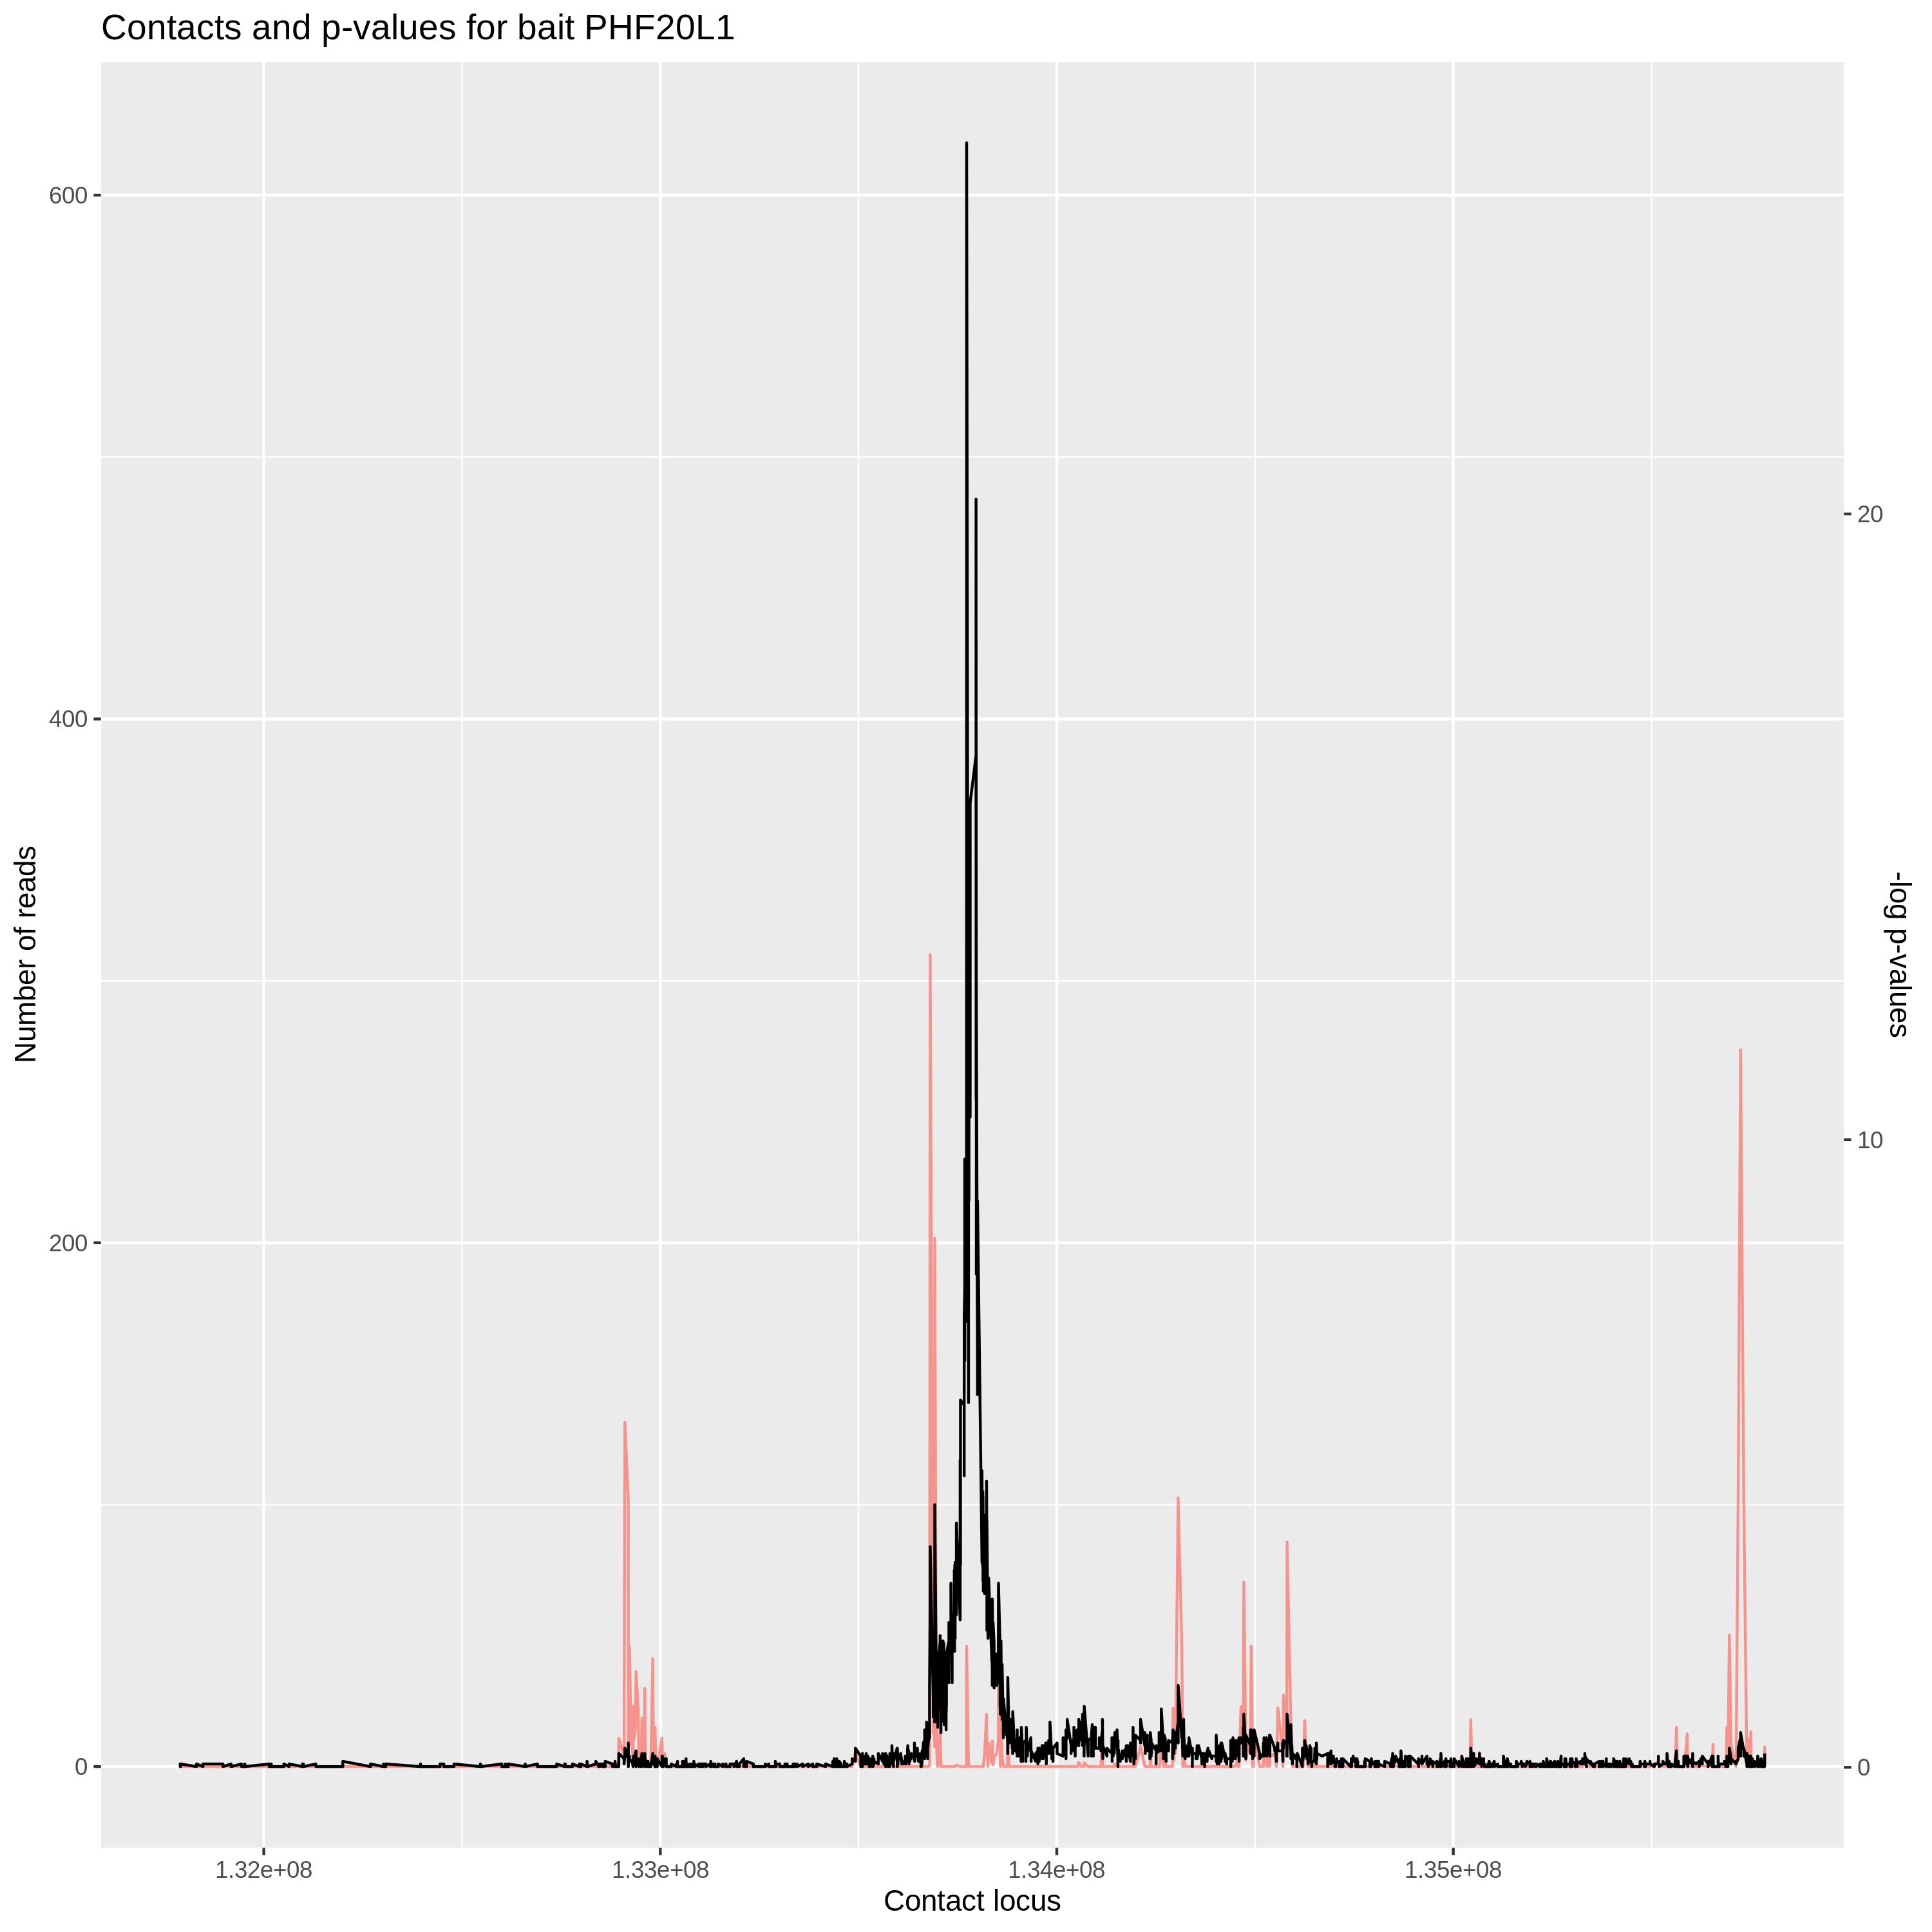 Contacts and p-values for bait PHF20L1
600
400
200
0
Number of reads
20
10
0
-log p-values
1.32e+08
1.33e+08
1.34e+08
1.35e+08
Contact locus